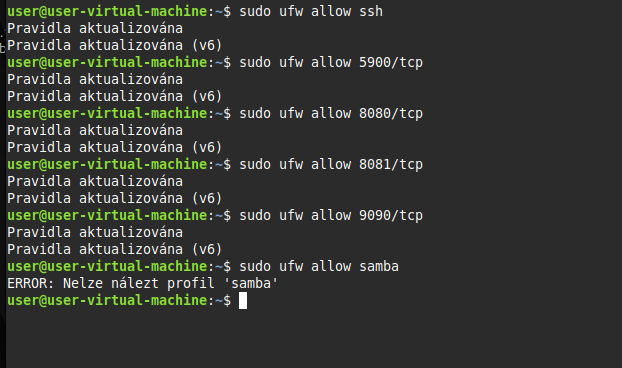 user@user-virtual-machine:~$ sudo ufw allow ssh
Pravidla aktualizována
Pravidla aktualizována (v6)
user@user-virtual-machine:~$ sudo ufw allow 5900/tcp
Pravidla aktualizována
Pravidla aktualizována (v6)
user@user-virtual-machine:~$ sudo ufw allow 8080/tcp
Pravidla aktualizována
Pravidla aktualizována (v6)
user@user-virtual-machine:~$ sudo ufw allow 8081/tcp
Pravidla aktualizována
Pravidla aktualizována (v6)
user@user-virtual-machine:~$ sudo ufw allow 9090/tcp
Pravidla aktualizována
Pravidla aktualizována (v6)
user@user-virtual-machine:~$ sudo ufw allow samba
ERROR: Nelze nálezt profil 'samba'
user@user-virtual-machine:~$